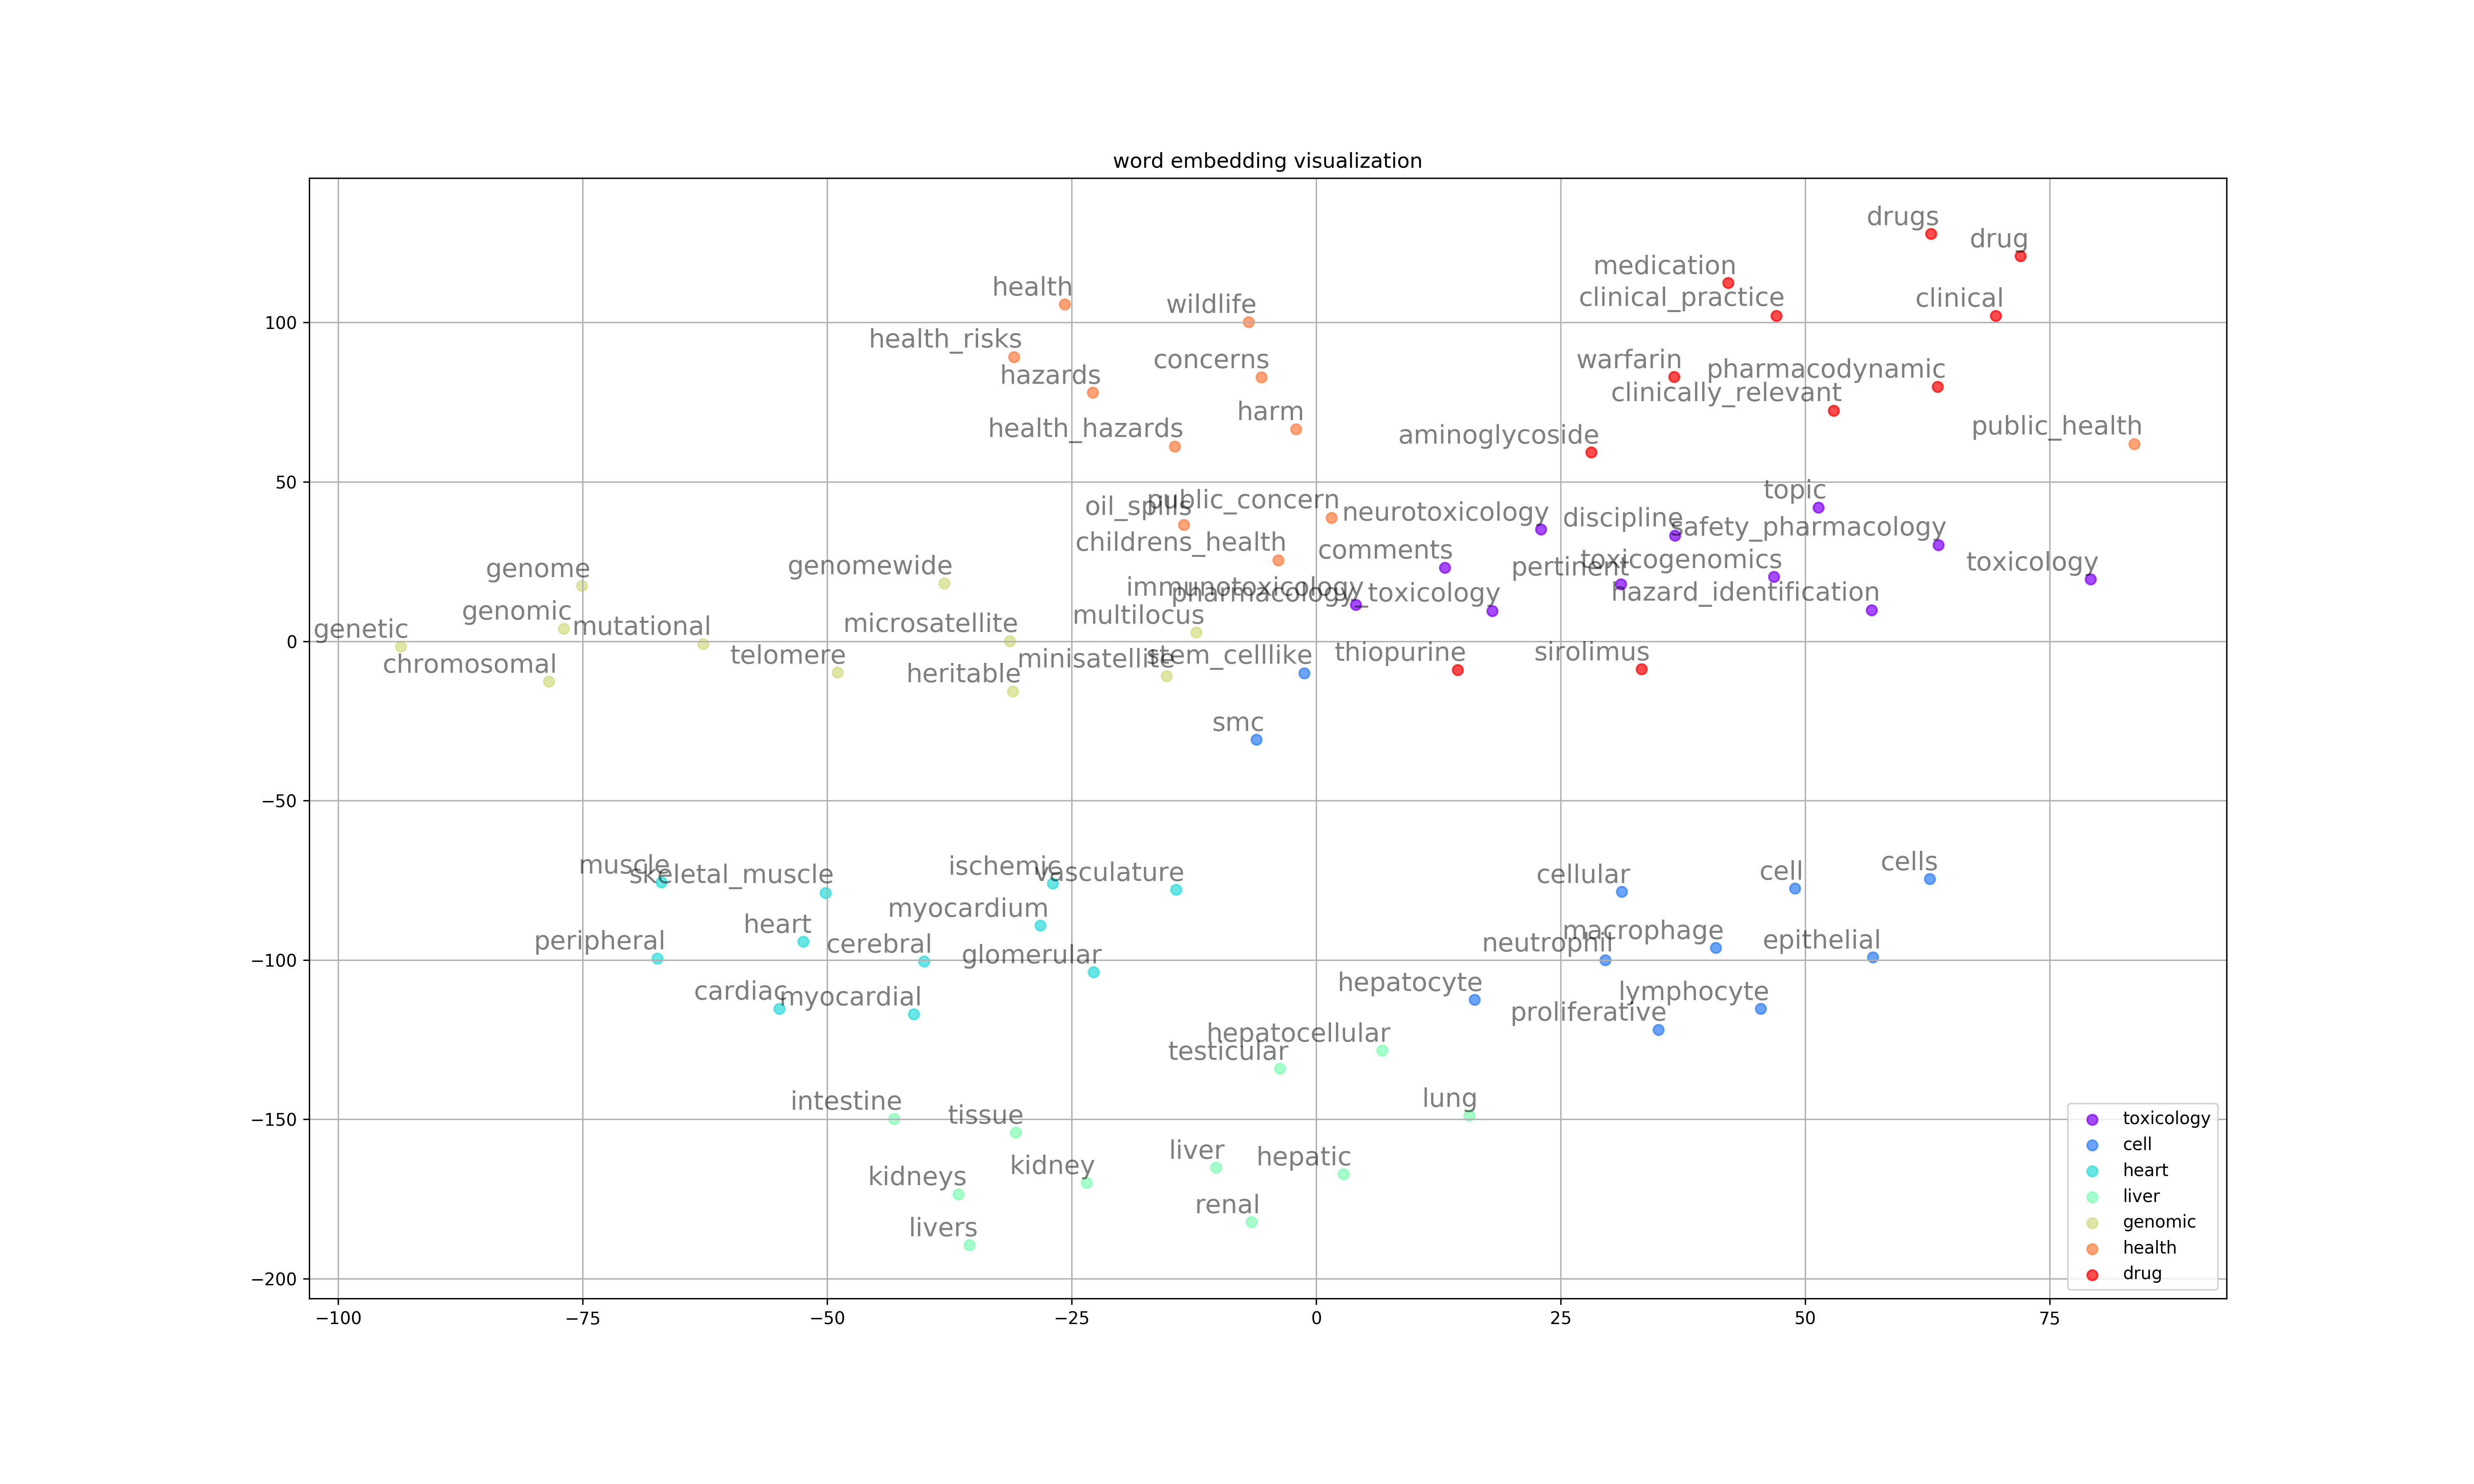 word embedding visualization
drugs
drug
medication
health
clinical_practice
clinical
wildlife
100
health_risks
concerns
warfarin
pharmacodynamic
hazards
clinically_relevant
harm
public_health
health_hazards
aminoglycoside
50
topic
public_concern
oil_spills
neurotoxicology
discipline
safety_pharmacology
childrens_health
comments
toxicogenomics
toxicology
genomewide
pertinent
genome
immunotoxicology
pharmacology_toxicology
hazard_identification
genomic
multilocus
microsatellite
mutational
genetic
0
telomere
minisatellite
stem_celllike
thiopurine
sirolimus
chromosomal
heritable
smc
−50
muscle
skeletal_muscle
ischemic
vasculature
cellular
cell
cells
myocardium
heart
macrophage
peripheral
cerebral
neutrophil
epithelial
glomerular
−100
hepatocyte
cardiac
myocardial
lymphocyte
proliferative
hepatocellular
testicular
intestine
lung
tissue
−150
liver
hepatic
kidney
kidneys
renal
livers
−200
toxicology
cell
heart
liver
genomic
health
drug
−100 −75 −50 −25 0 25 50 75